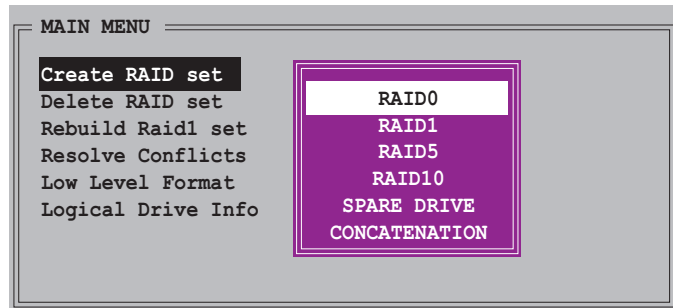 MAIN MENU
Create RAID set
Delete RAID set
Rebuild Raid1 set
Resolve Conflicts
Low Level Format
Logical Drive Info
RAID0
RAID1
RAID5
RAID10
SPARE DRIVE
CONCATENATION